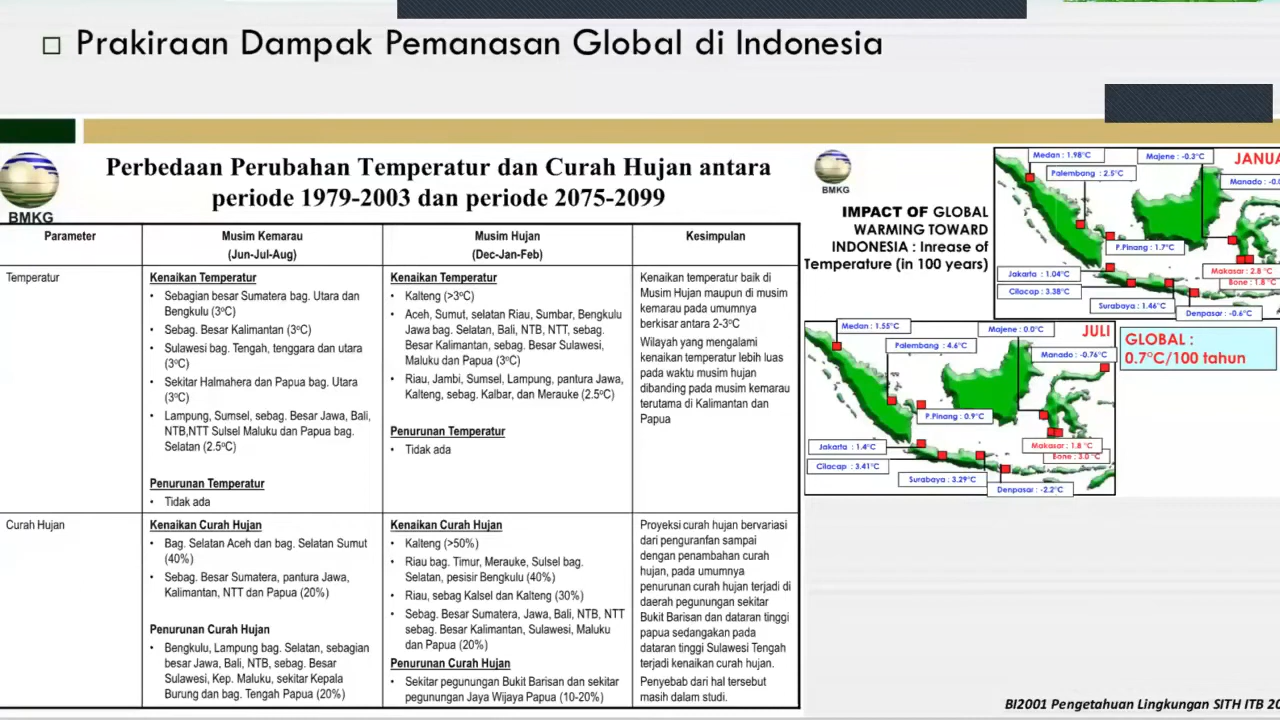 □ Prakiraan Dampak Pemanasan Global di Indonesia
BMKG
Perbedaan Perubahan Temperatur dan Curah Hujan antara
periode 1979-2003 dan periode 2075-2099
Parameter
Musim Kemarau
(Jun-Jul-Aug)
Musim Hujan
(Dec-Jan-Feb)
Kesimpulan
Temperatur
Kenaikan Temperatur
• Sebagian besar Sumatera bag. Utara dan
Bengkulu (3⁰C)
• Sebag. Besar Kalimantan (3⁰C)
• Sulawesi bag. Tengah, tenggara dan utara
(3⁰C)
• Sekitar Halmahera dan Papua bag. Utara
(3⁰C)
• Lampung, Sumsel, sebag. Besar Jawa, Bali,
NTB,NTT Sulsel Maluku dan Papua bag.
Selatan (2.5⁰C)
Penurunan Temperatur
• Tidak ada
Kenaikan Temperatur
• Kalteng (>3⁰C)
• Aceh, Sumut, selatan Riau, Sumbar, Bengkulu
Jawa bag. Selatan, Bali, NTB, NTT, sebag.
Besar Kalimantan, sebag. Besar Sulawesi,
Maluku dan Papua (3⁰C)
• Riau, Jambi, Sumsel, Lampung, pantura Jawa,
Kalteng, sebag. Kalbar, dan Merauke (2.5⁰C)
Penurunan Temperatur
• Tidak ada
Kenaikan temperatur baik di
Musim Hujan maupun di musim
kemarau pada umumnya
berkisar antara 2-3⁰C
Wilayah yang mengalami
kenaikan temperatur lebih luas
pada waktu musim hujan
dibanding pada musim kemarau
terutama di Kalimantan dan
Papua
Curah Hujan
Kenaikan Curah Hujan
• Bag. Selatan Aceh dan bag. Selatan Sumut
(40%)
• Sebag. Besar Sumatera, pantura Jawa,
Kalimantan, NTT dan Papua (20%)
Penurunan Curah Hujan
• Bengkulu, Lampung bag. Selatan, sebagian
besar Jawa, Bali, NTB, sebag. Besar
Sulawesi, Kep. Maluku, sekitar Kepala
Burung dan bag. Tengah Papua (20%)
Kenaikan Curah Hujan
• Kalteng (>50%)
• Riau bag. Timur, Merauke, Sulsel bag.
Selatan, pesisir Bengkulu (40%)
• Riau, sebag Kalsel dan Kalteng (30%)
• Sebag. Besar Sumatera, Jawa, Bali, NTB, NTT
sebag. Besar Kalimantan, Sulawesi, Maluku
dan Papua (20%)
Penurunan Curah Hujan
• Sekitar pegunungan Bukit Barisan dan sekitar
pegunungan Jaya Wijaya Papua (10-20%)
Proyeksi curah hujan bervariasi
dari penguranfan sampai
dengan penambahan curah
hujan, pada umumnya
penurunan curah hujan terjadi di
daerah pegunungan sekitar
Bukit Barisan dan dataran tinggi
papua sedangakan pada
dataran tinggi Sulawesi Tengah
terjadi kenaikan curah hujan.
Penyebab dari hal tersebut
masih dalam studi.
BMKG
IMPACT OF GLOBAL
WARMING TOWARD
INDONESIA : Inrease of
Temperature (in 100 years)
Medan : 1.98°C
Majene : -0.3°C
JANUA
Palembang : 2.5°C
Manado : -0.
P.Pinang : 1.7°C
Jakarta : 1.04°C
Makasar : 2.8 °C
Bone : 1.8 °C
Cilacap : 3.38°C
Surabaya : 1.46°C
Denpasar : -0.6°C
Medan : 1.55°C
Majene : 0.0°C
JULI
Palembang : 4.6°C
Manado : -0.76°C
P.Pinang : 0.9°C
Jakarta : 1.4°C
Makasar : 1.8 °C
Bone : 3.0 °C
Cilacap : 3.41°C
Surabaya : 3.29°C
Denpasar : -2.2°C
GLOBAL :
0.7°C/100 tahun
BI2001 Pengetahuan Lingkungan SITH ITB 20